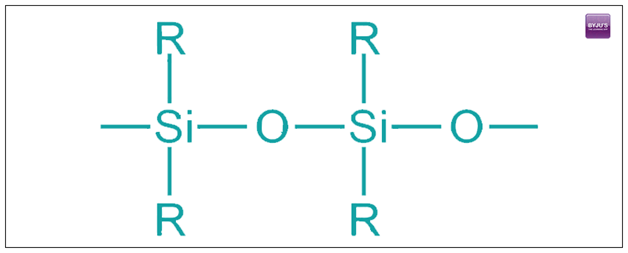 R R
BYJU'S
Si O Si O
R R